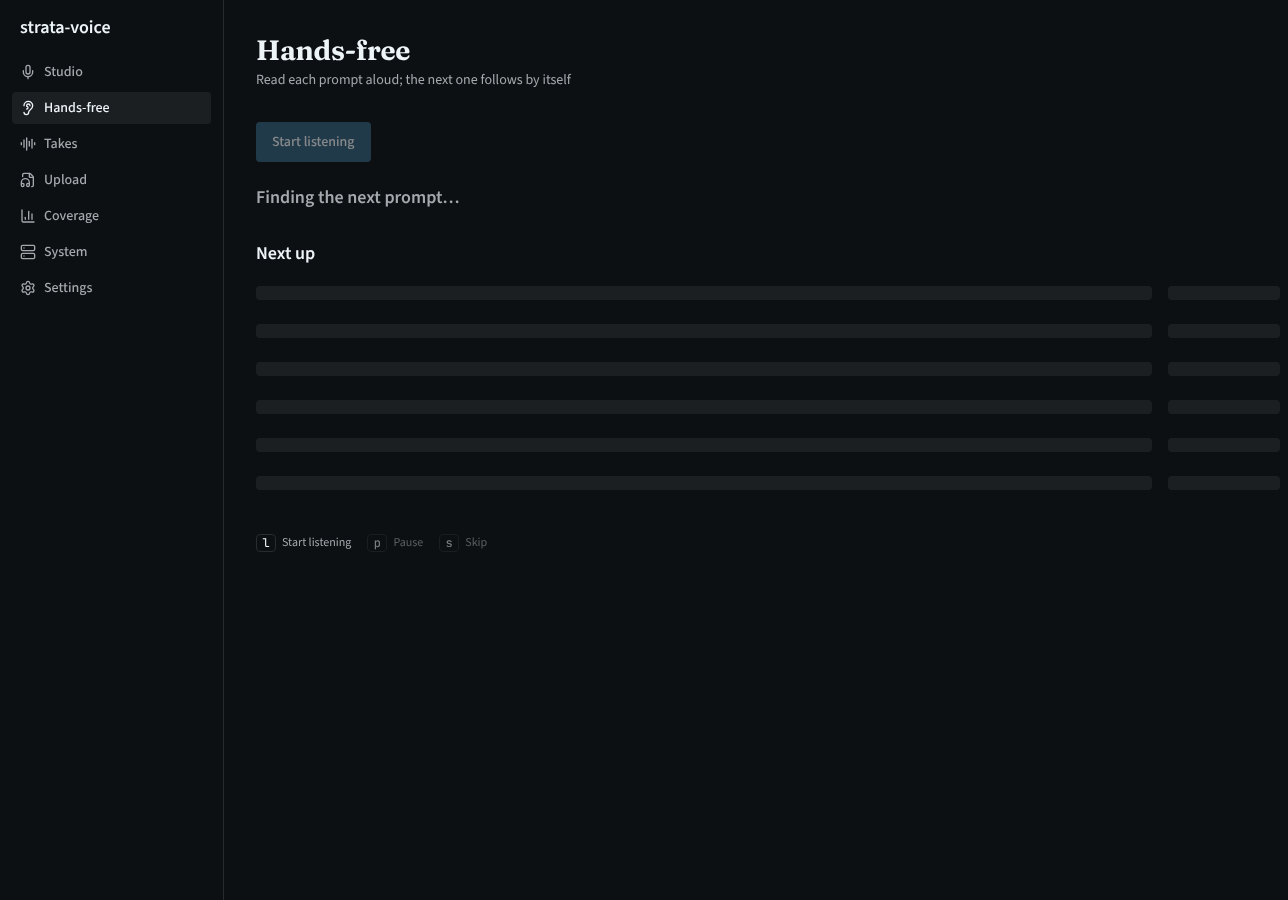 strata-voice
Studio
Hands-free
Takes
Upload
Coverage
System
Settings
Hands-free
Read each prompt aloud; the next one follows by itself
Start listening
Finding the next prompt…
Next up
l Start listening p Pause s Skip